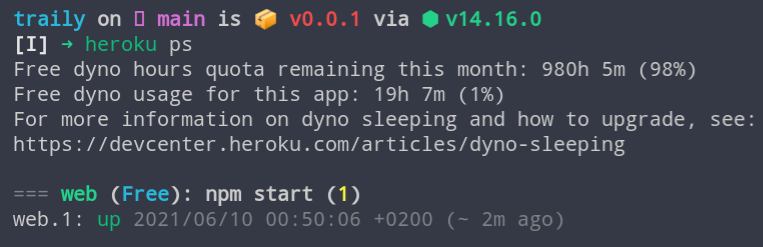 traily on  main is 📦 v0.0.1 via ⬢ v14.16.0
[I] → heroku ps
Free dyno hours quota remaining this month: 980h 5m (98%)
Free dyno usage for this app: 19h 7m (1%)
For more information on dyno sleeping and how to upgrade, see:
https://devcenter.heroku.com/articles/dyno-sleeping
=== web (Free): npm start (1)
web.1: up 2021/06/10 00:50:06 +0200 (~ 2m ago)